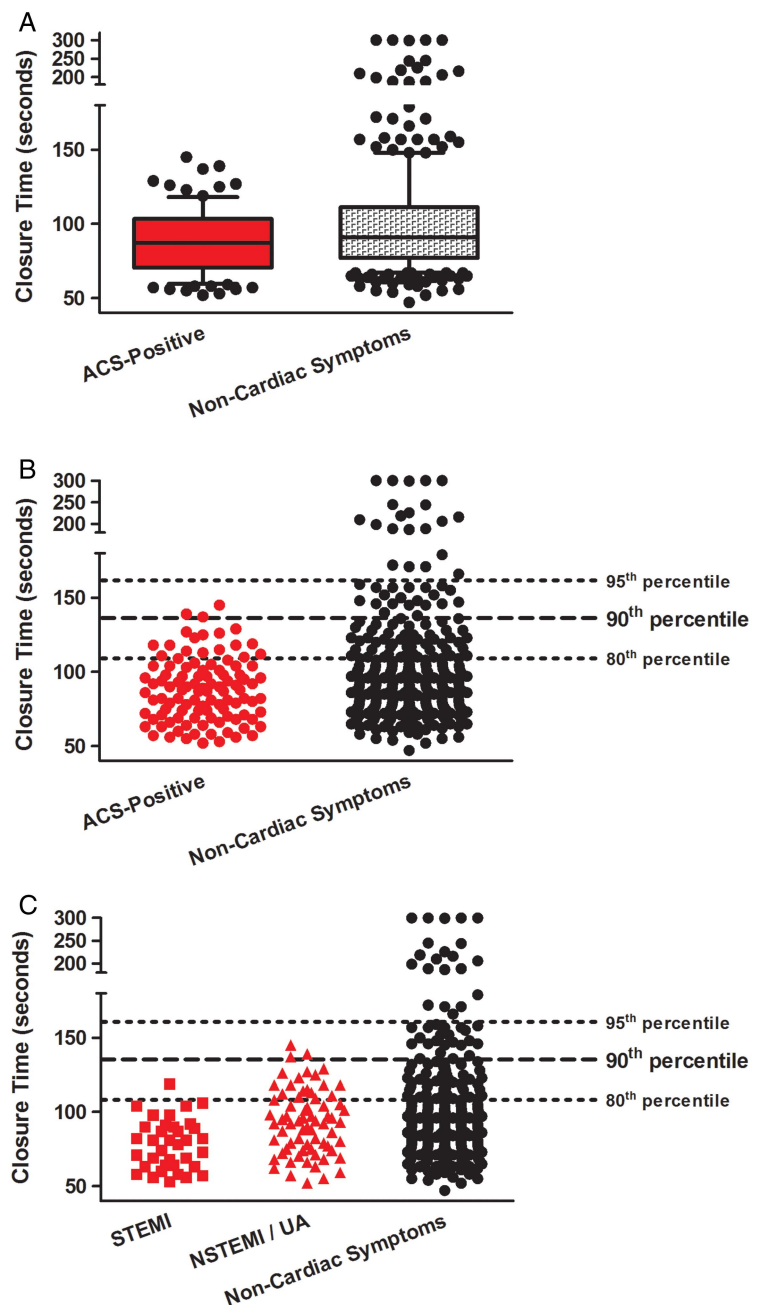 A
Closure Time (seconds)
300
250
200
150
100
50
ACS-Positive
Non-Cardiac Symptoms
B
Closure Time (seconds)
300
250
200
150
100
50
95th percentile
90th percentile
80th percentile
ACS-Positive
Non-Cardiac Symptoms
C
Closure Time (seconds)
300
250
200
150
100
50
95th percentile
90th percentile
80th percentile
STEMI
NSTEMI / UA
Non-Cardiac Symptoms